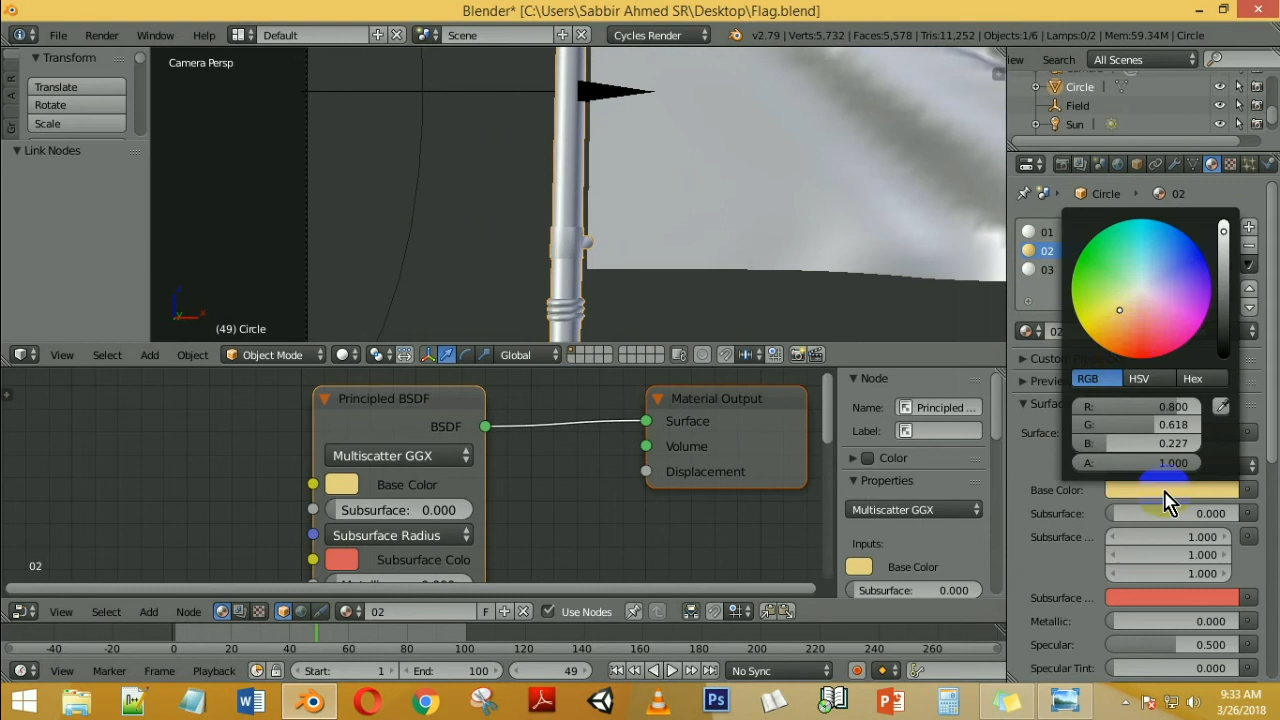 Blender* [C:\Users\Sabbir Ahmed SR\Desktop\Flag.blend]
File Render Window Help Default Scene Cycles Render v2.79 | Verts:5,732 | Faces:5,578 | Tris:11,252 | Objects:1/6 | Lamps:0/2 | Mem:59.34M | Circle
Transform
Translate
Rotate
Scale
Link Nodes
Camera Persp
(49) Circle
View Select Add Object Object Mode Global
Search All Scenes
Circle
Field
Sun
Circle 02
01
02
03
RGB HSV Hex
R: 0.800
G: 0.618
B: 0.227
A: 1.000
Surface:
Base Color:
Subsurface: 0.000
Subsurface ... 1.000
1.000
1.000
Subsurface ...
Metallic: 0.000
Specular: 0.500
Specular Tint: 0.000
Principled BSDF
BSDF
Multiscatter GGX
Base Color
Subsurface: 0.000
Subsurface Radius
Subsurface Colo
Material Output
Surface
Volume
Displacement
02
Node
Name: Principled ...
Label:
Color
Properties
Multiscatter GGX
Inputs:
Base Color
Subsurface: 0.000
View Select Add Node 02 F Use Nodes
-40 -20 0 20 40 60 80 100 120 140 160 180 200 220 240 260
View Marker Frame Playback Start: 1 End: 100 49 No Sync
9:33 AM
3/26/2018